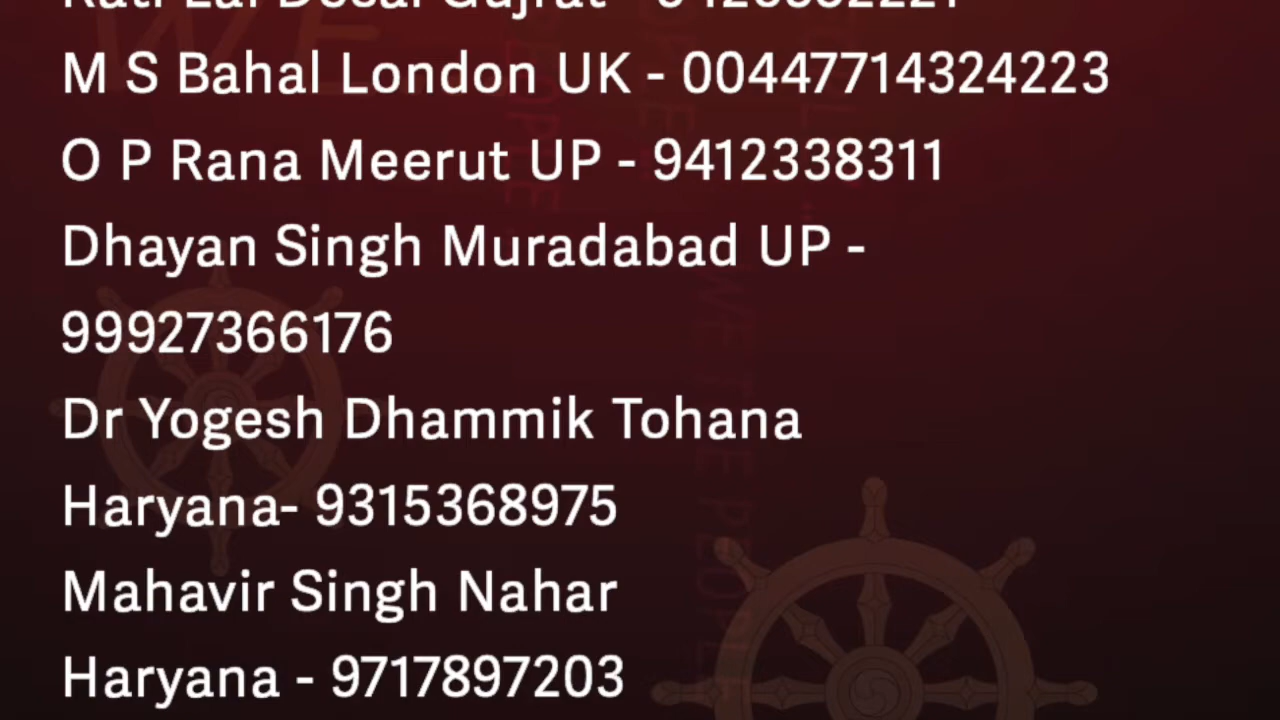 M S Bahal London UK - 00447714324223
O P Rana Meerut UP - 9412338311
Dhayan Singh Muradabad UP -
99927366176
Dr Yogesh Dhammik Tohana
Haryana- 9315368975
Mahavir Singh Nahar
Haryana - 9717897203